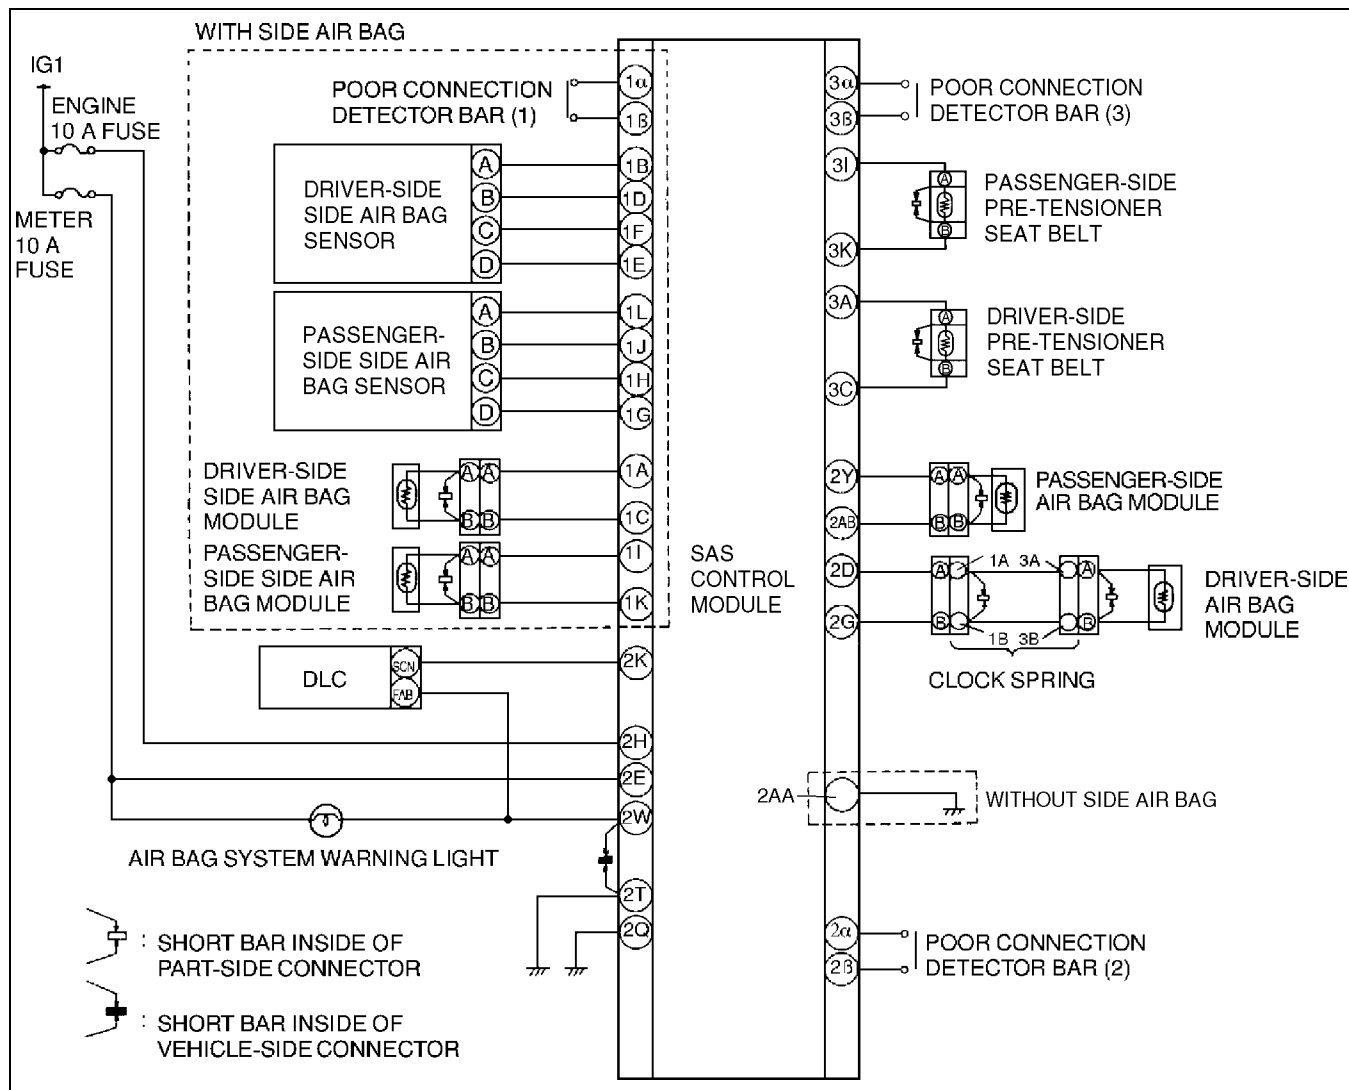 WITH SIDE AIR BAG
IG1
ENGINE
10 A FUSE
METER
10 A
FUSE
POOR CONNECTION
DETECTOR BAR (1)
1α
1ß
DRIVER-SIDE
SIDE AIR BAG
SENSOR
A
B
C
D
1B
1D
1F
1E
PASSENGER-
SIDE SIDE AIR
BAG SENSOR
A
B
C
D
1L
1J
1H
1G
DRIVER-SIDE
SIDE AIR BAG
MODULE
A A
B B
1A
1C
PASSENGER-
SIDE SIDE AIR
BAG MODULE
A A
B B
1I
1K
DLC
SCN
FAB
2K
2H
2E
2W
AIR BAG SYSTEM WARNING LIGHT
2T
2Q
: SHORT BAR INSIDE OF
PART-SIDE CONNECTOR
: SHORT BAR INSIDE OF
VEHICLE-SIDE CONNECTOR
SAS
CONTROL
MODULE
3α
3ß
POOR CONNECTION
DETECTOR BAR (3)
3I
3K
A
B
PASSENGER-SIDE
PRE-TENSIONER
SEAT BELT
3A
3C
A
B
DRIVER-SIDE
PRE-TENSIONER
SEAT BELT
2Y
2AB
A A
B B
PASSENGER-SIDE
AIR BAG MODULE
2D
2G
A 1A 3A A
B 1B 3B B
DRIVER-SIDE
AIR BAG
MODULE
CLOCK SPRING
2AA
WITHOUT SIDE AIR BAG
2α
2ß
POOR CONNECTION
DETECTOR BAR (2)